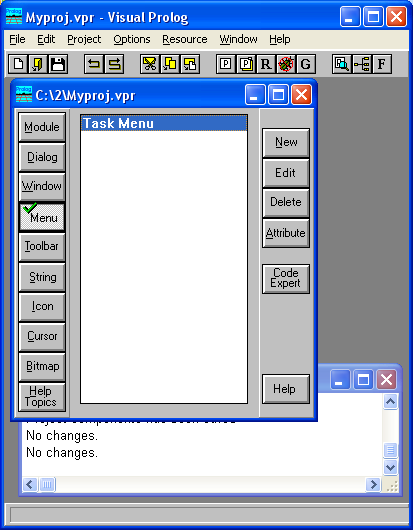 Myproj.vpr - Visual Prolog
File Edit Project Options Resource Window Help
P P R G F
C:\2\Myproj.vpr
Module
Dialog
Window
Menu
Toolbar
String
Icon
Cursor
Bitmap
Help
Topics
Task Menu
New
Edit
Delete
Attribute
Code
Expert
Help
No changes.
No changes.